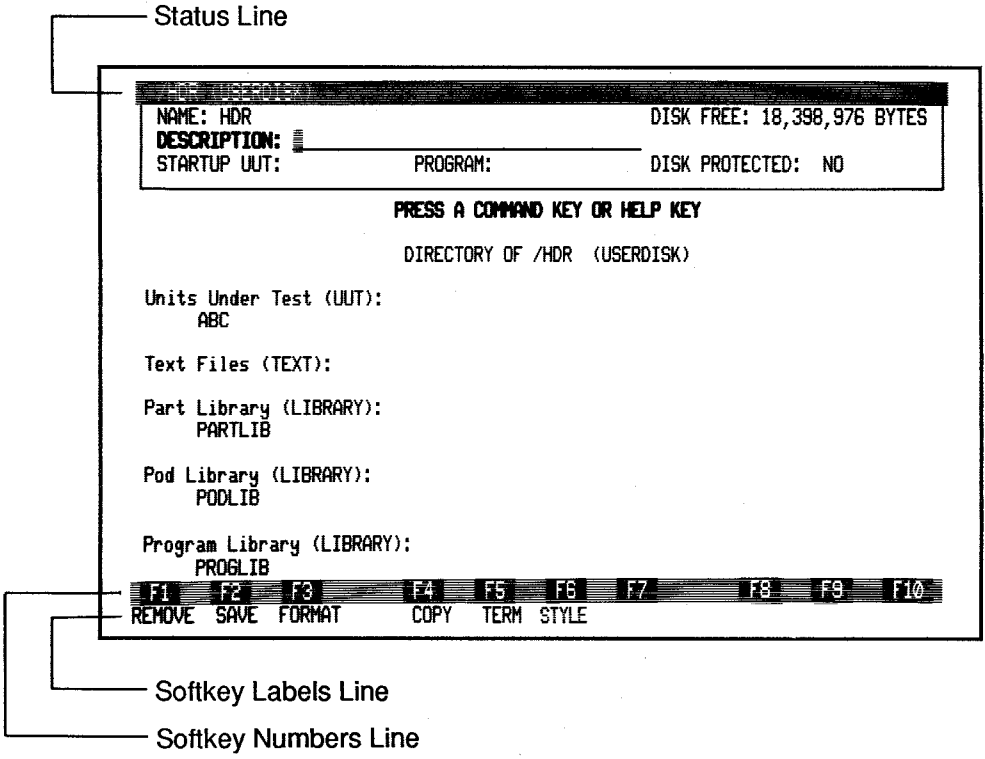 Status Line
/HDR (USERDISK)
NAME: HDR DISK FREE: 18,398,976 BYTES
DESCRIPTION:
STARTUP UUT: PROGRAM: DISK PROTECTED: NO
PRESS A COMMAND KEY OR HELP KEY
DIRECTORY OF /HDR (USERDISK)
Units Under Test (UUT):
ABC
Text Files (TEXT):
Part Library (LIBRARY):
PARTLIB
Pod Library (LIBRARY):
PODLIB
Program Library (LIBRARY):
PROGLIB
F1 F2 F3 F4 F5 F6 F7 F8 F9 F10
REMOVE SAVE FORMAT COPY TERM STYLE
Softkey Labels Line
Softkey Numbers Line